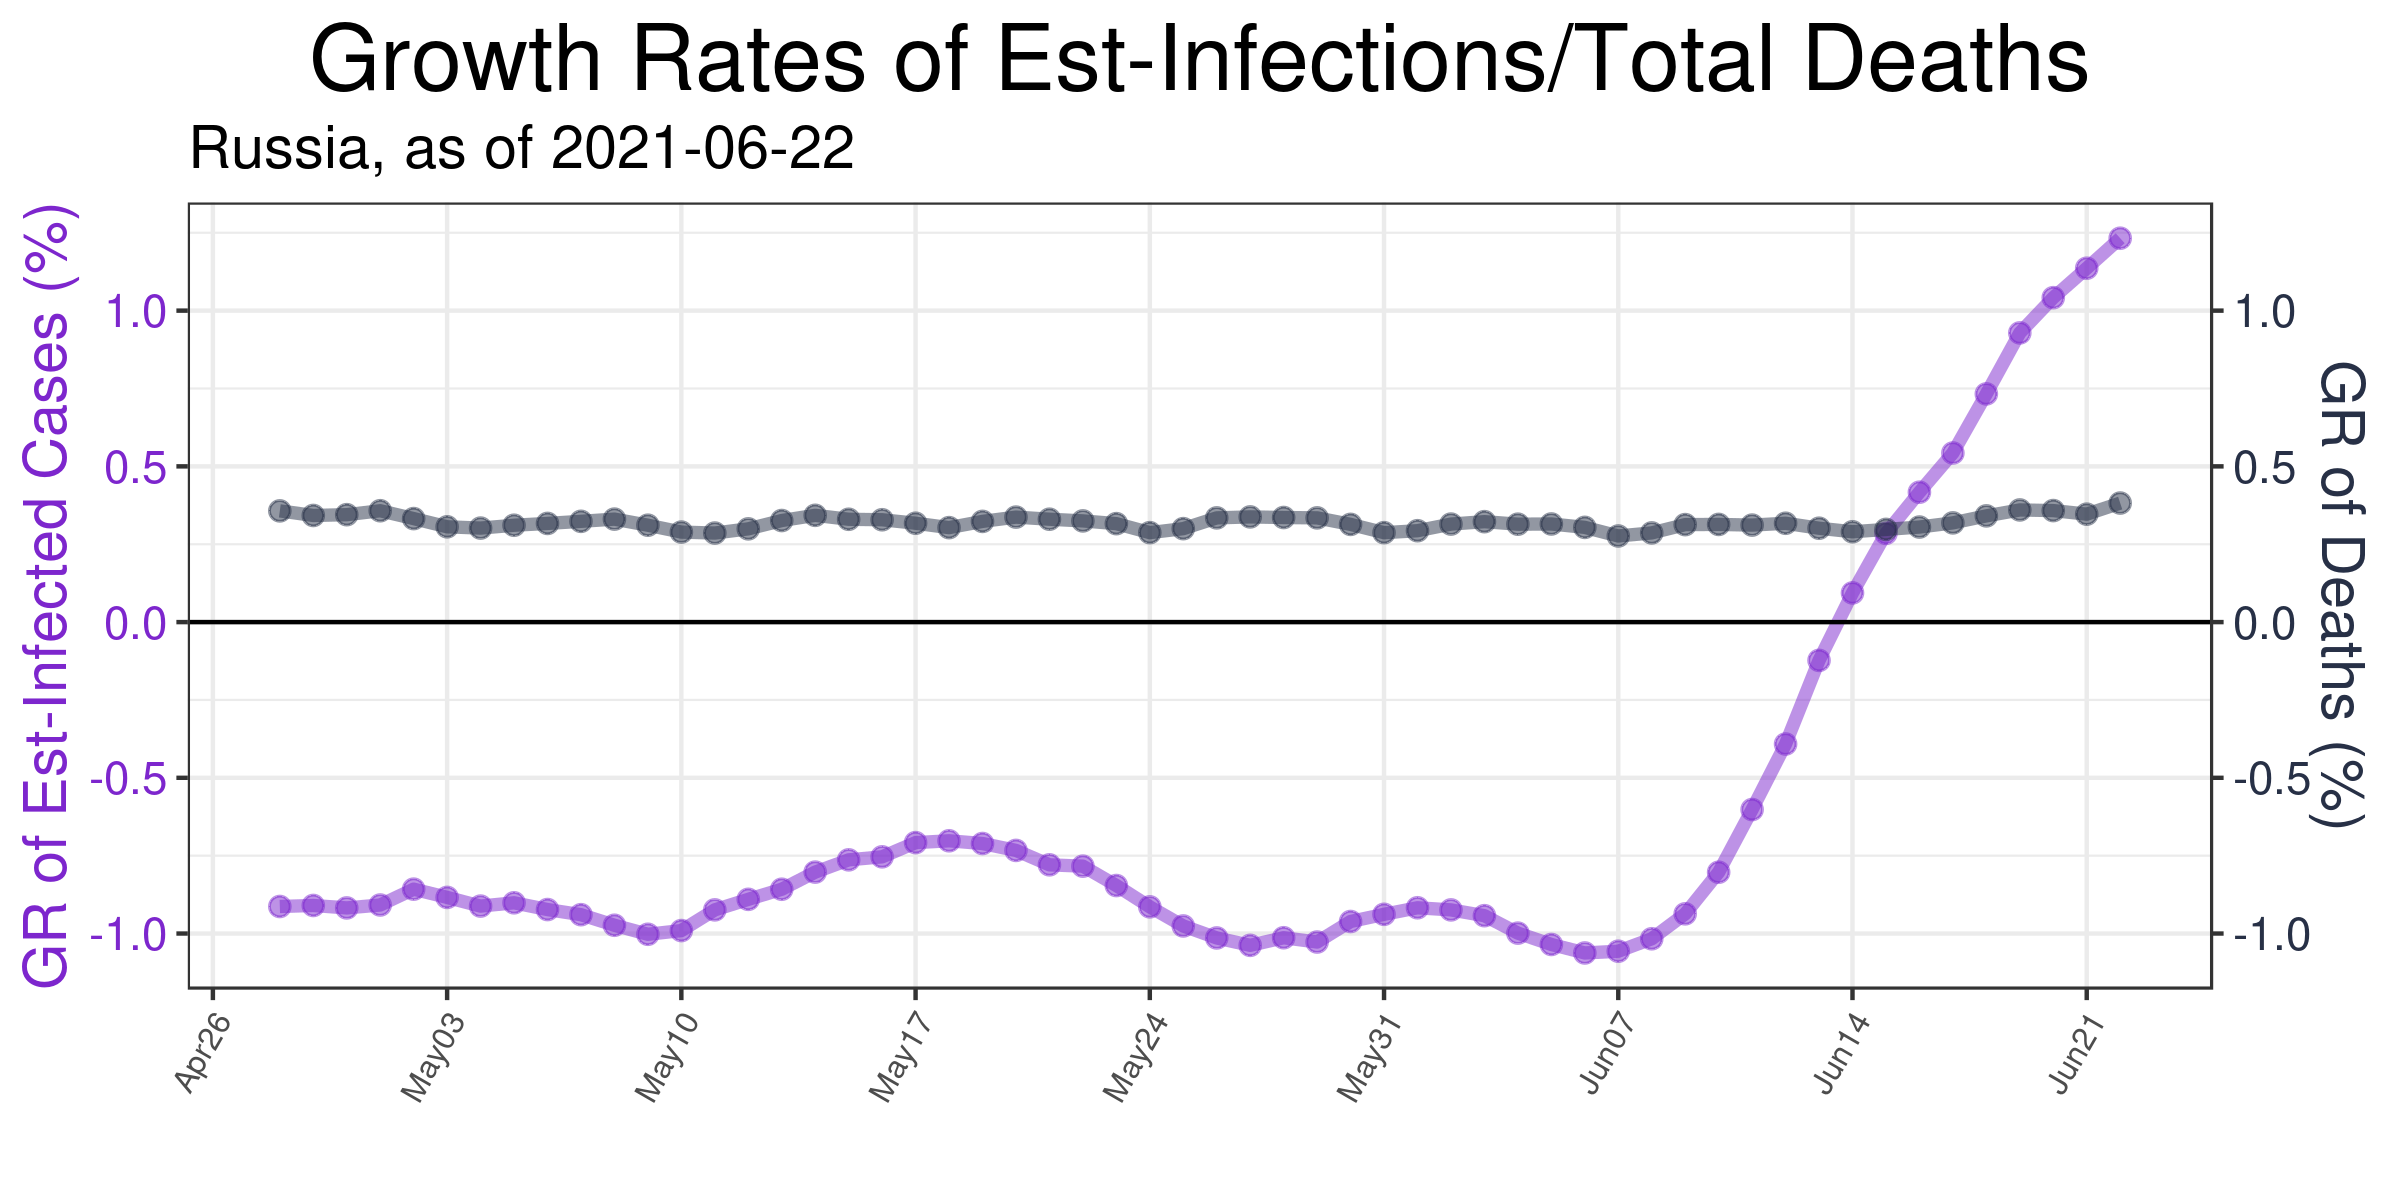 Growth Rates of Est-Infections/Total Deaths
Russia, as of 2021-06-22
GR of Est-Infected Cases (%)
1.0
0.5
0.0
-0.5
-1.0
1.0
0.5
0.0
-0.5
-1.0
GR of Deaths (%)
Apr26
May03
May10
May17
May24
May31
Jun07
Jun14
Jun21